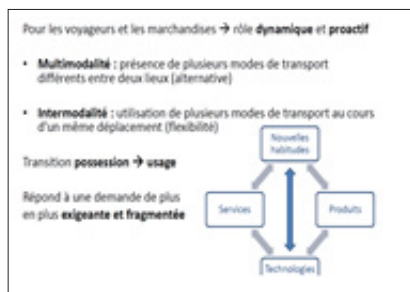 Pour les voyageurs et les marchandises → rôle dynamique et proactif
• Multimodalité : présence de plusieurs modes de transport
différents entre deux lieux (alternative)
• Intermodalité : utilisation de plusieurs modes de transport au cours
d'un même déplacement (flexibilité)
Transition possession → usage
Répond à une demande de plus
en plus exigeante et fragmentée
Nouvelles
habitudes
Services
Produits
Technologies